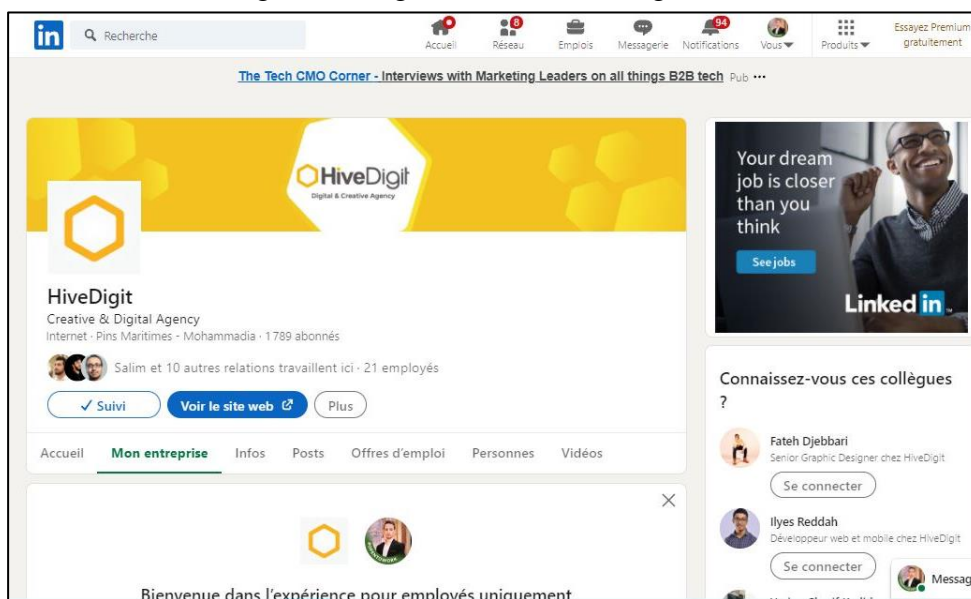 in
Recherche
Accueil
8
Réseau
Emplois
Messagerie
94
Notifications
Vous
Produits
Essayez Premium
gratuitement
The Tech CMO Corner - Interviews with Marketing Leaders on all things B2B tech Pub
HiveDigit
Digital & Creative Agency
HiveDigit
Creative & Digital Agency
Internet · Pins Maritimes - Mohammadia · 1 789 abonnés
Salim et 10 autres relations travaillent ici · 21 employés
Suivi
Voir le site web
Plus
Accueil
Mon entreprise
Infos
Posts
Offres d'emploi
Personnes
Vidéos
Bienvenue dans l'expérience pour employés uniquement
Your dream
job is closer
than you
think
See jobs
Linked in
Connaissez-vous ces collègues
?
Fateh Djebbari
Senior Graphic Designer chez HiveDigit
Se connecter
Ilyes Reddah
Développeur web et mobile chez HiveDigit
Se connecter
Messag